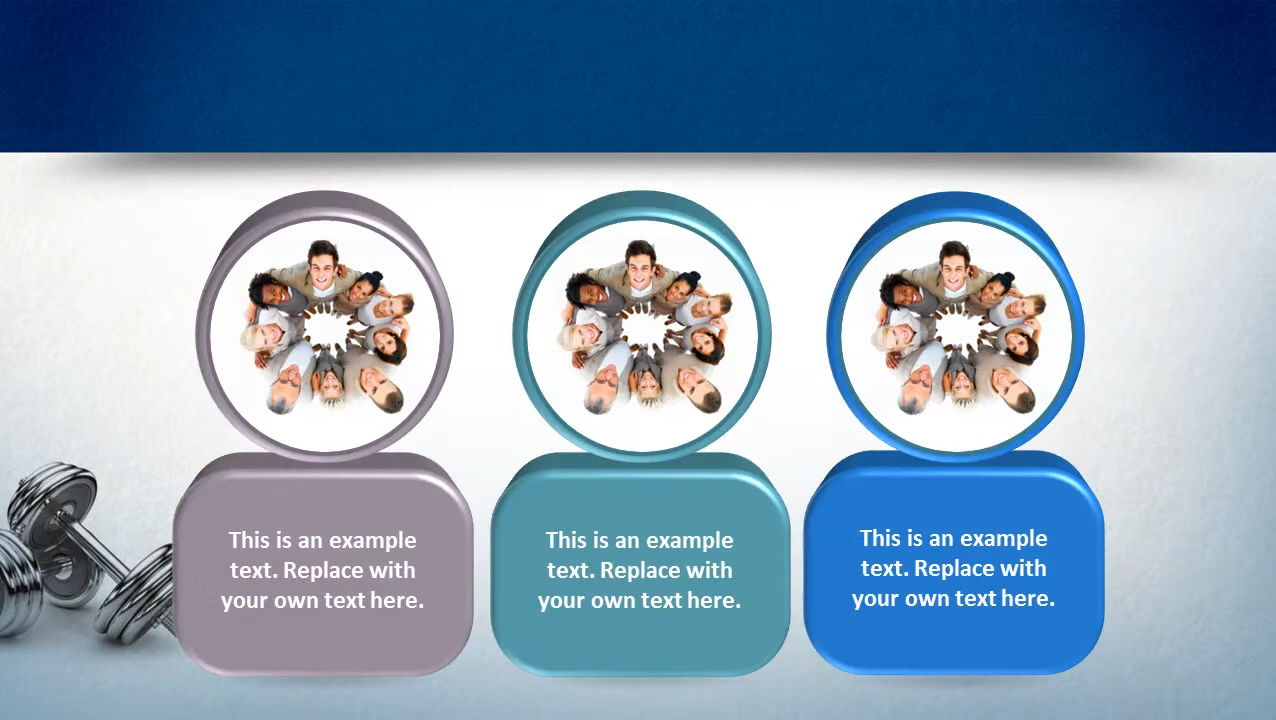 This is an example
text. Replace with
your own text here.
This is an example
text. Replace with
your own text here.
This is an example
text. Replace with
your own text here.